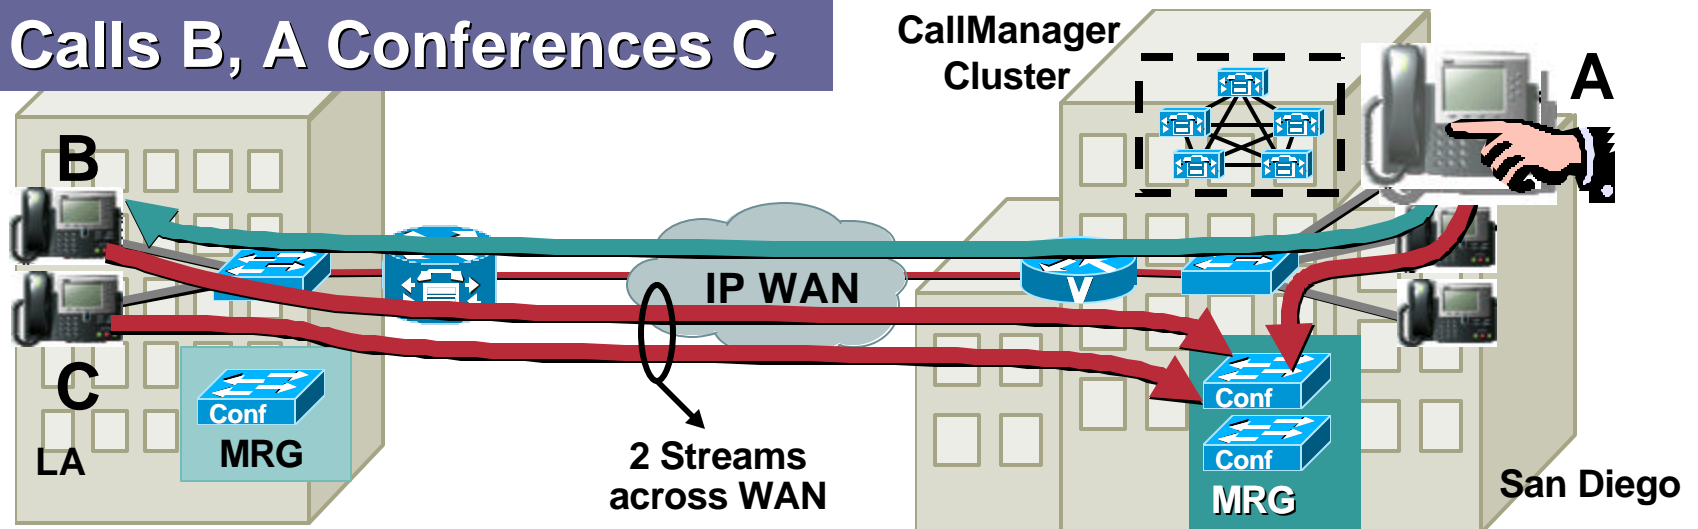 Calls B, A Conferences C
CallManager
Cluster
A
B
IP WAN
V
C
Conf
MRG
LA
2 Streams
across WAN
Conf
Conf
MRG
San Diego